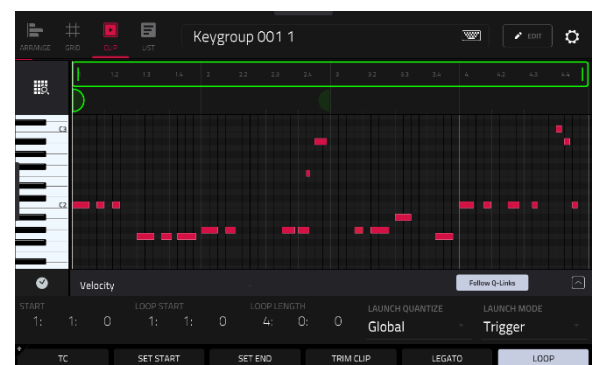 Keygroup 001 1
EDIT
ARRANGE GRID CLIP LIST
1.2 1.3 1.4 2 2.2 2.3 2.4 3 3.2 3.3 3.4 4 4.2 4.3 4.4
C3
C2
Velocity
Follow Q-Links
START LOOP START LOOP LENGTH LAUNCH QUANTIZE LAUNCH MODE
1: 1: 0 1: 1: 0 4: 0: 0 Global Trigger
TC SET START SET END TRIM CLIP LEGATO LOOP